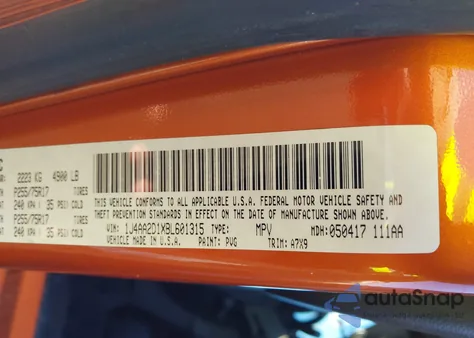 2223 KG 4900 LB
P255/75R17 TIRES
240 KPA / 35 PSI COLD
P255/75R17 TIRES
240 KPA / 35 PSI COLD
THIS VEHICLE CONFORMS TO ALL APPLICABLE U.S.A. FEDERAL MOTOR VEHICLE SAFETY AND
THEFT PREVENTION STANDARDS IN EFFECT ON THE DATE OF MANUFACTURE SHOWN ABOVE.
VIN: 1J4AA2D1XBL601315 TYPE: MPV MDH: 050417 111AA
VEHICLE MADE IN U.S.A. PAINT: PVG TRIM: A7X9
autoSnap